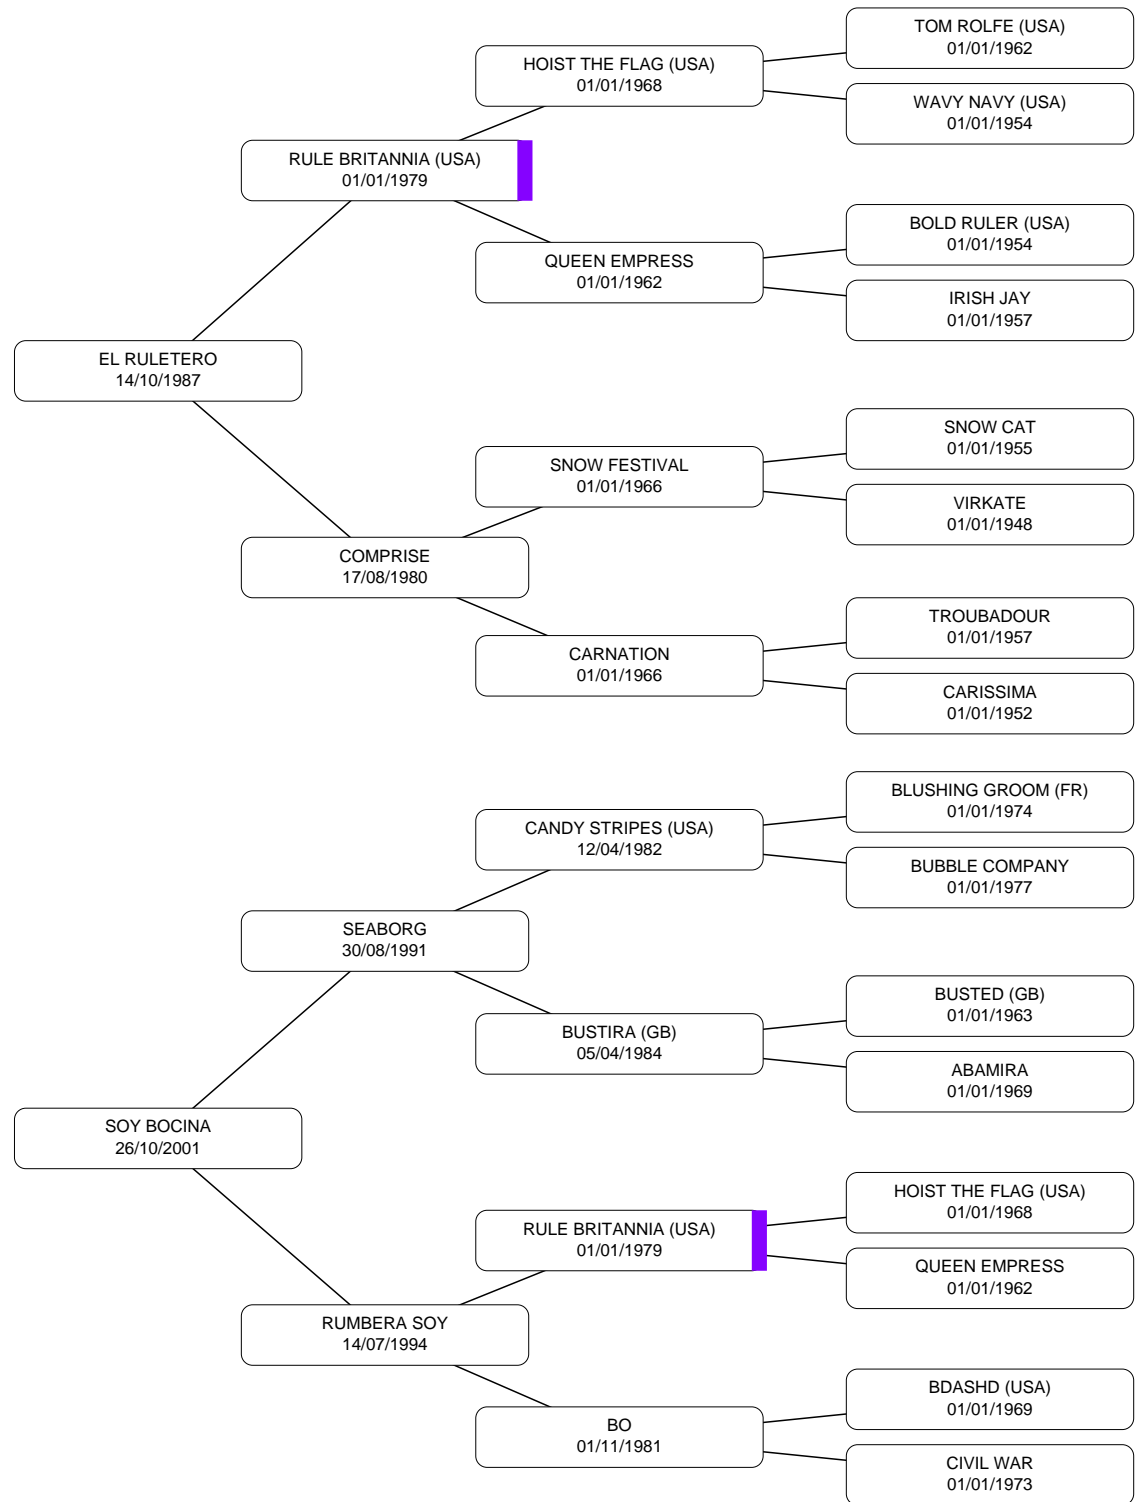 TOM ROLFE (USA)
01/01/1962
HOIST THE FLAG (USA)
01/01/1968
WAVY NAVY (USA)
01/01/1954
RULE BRITANNIA (USA)
01/01/1979
BOLD RULER (USA)
01/01/1954
QUEEN EMPRESS
01/01/1962
IRISH JAY
01/01/1957
EL RULETERO
14/10/1987
SNOW CAT
01/01/1955
SNOW FESTIVAL
01/01/1966
VIRKATE
01/01/1948
COMPRISE
17/08/1980
TROUBADOUR
01/01/1957
CARNATION
01/01/1966
CARISSIMA
01/01/1952
BLUSHING GROOM (FR)
01/01/1974
CANDY STRIPES (USA)
12/04/1982
BUBBLE COMPANY
01/01/1977
SEABORG
30/08/1991
BUSTED (GB)
01/01/1963
BUSTIRA (GB)
05/04/1984
ABAMIRA
01/01/1969
SOY BOCINA
26/10/2001
HOIST THE FLAG (USA)
01/01/1968
RULE BRITANNIA (USA)
01/01/1979
QUEEN EMPRESS
01/01/1962
RUMBERA SOY
14/07/1994
BDASHD (USA)
01/01/1969
BO
01/11/1981
CIVIL WAR
01/01/1973